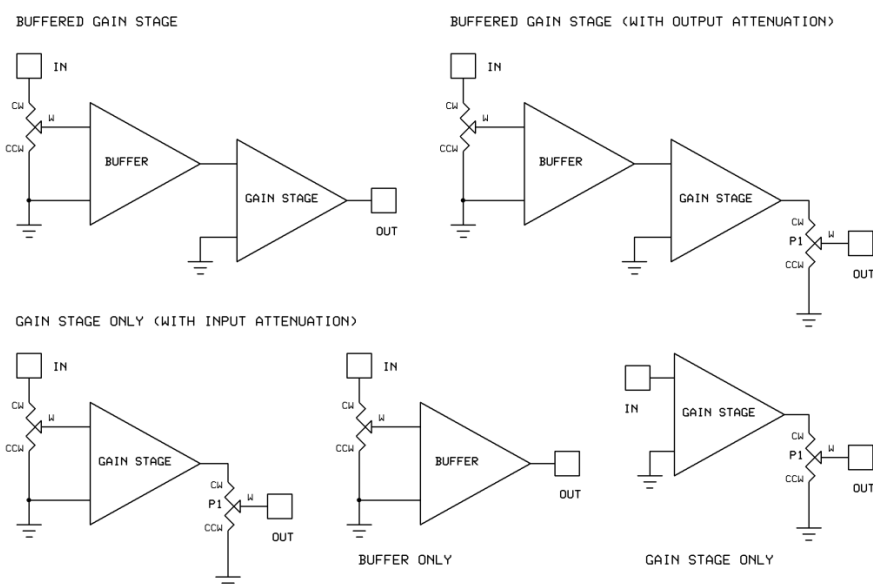 BUFFERED GAIN STAGE
IN
CW
W
CCW
BUFFER
GAIN STAGE
OUT
BUFFERED GAIN STAGE (WITH OUTPUT ATTENUATION)
IN
CW
W
CCW
BUFFER
GAIN STAGE
CW
P1
W
CCW
OUT
GAIN STAGE ONLY (WITH INPUT ATTENUATION)
IN
CW
W
CCW
GAIN STAGE
CW
P1
W
CCW
OUT
IN
CW
W
CCW
BUFFER
OUT
BUFFER ONLY
IN
GAIN STAGE
CW
P1
W
CCW
OUT
GAIN STAGE ONLY